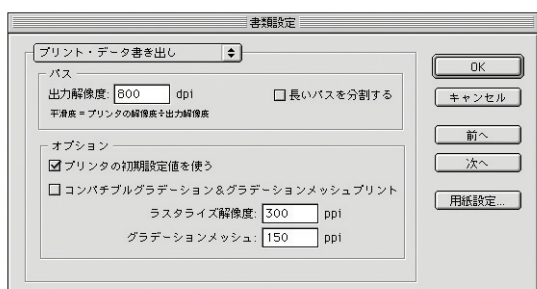 書類設定
プリント・データ書き出し
パス
出力解像度: 800 dpi
長いパスを分割する
平滑度 = プリンタの解像度÷出力解像度
オプション
プリンタの初期設定値を使う
コンパチブルグラデーション&グラデーションメッシュプリント
ラスタライズ解像度: 300 ppi
グラデーションメッシュ: 150 ppi
OK
キャンセル
前へ
次へ
用紙設定...